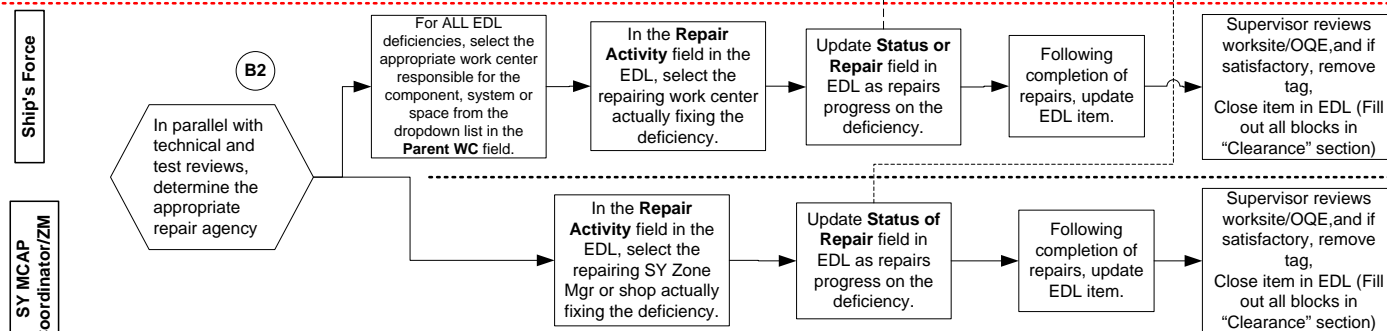 Ship's Force
B2
In parallel with
technical and
test reviews,
determine the
appropriate
repair agency
For ALL EDL
deficiencies, select the
appropriate work center
responsible for the
component, system or
space from the
dropdown list in the
Parent WC field.
In the Repair
Activity field in the
EDL, select the
repairing work center
actually fixing the
deficiency.
Update Status or
Repair field in
EDL as repairs
progress on the
deficiency.
Following
completion of
repairs, update
EDL item.
Supervisor reviews
worksite/OQE,and if
satisfactory, remove
tag,
Close item in EDL (Fill
out all blocks in
“Clearance” section)
SY MCAP
oordinator/ZM
In the Repair
Activity field in the
EDL, select the
repairing SY Zone
Mgr or shop actually
fixing the deficiency.
Update Status of
Repair field in
EDL as repairs
progress on the
deficiency.
Following
completion of
repairs, update
EDL item.
Supervisor reviews
worksite/OQE,and if
satisfactory, remove
tag,
Close item in EDL (Fill
out all blocks in
“Clearance” section)